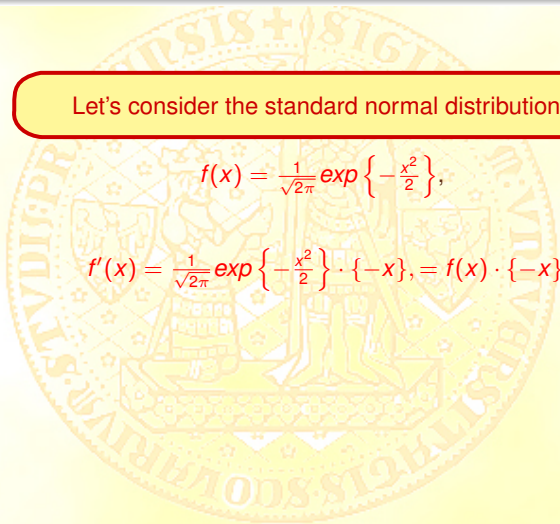 Let's consider the standard normal distribution
f(x) = 1/√2π exp {−x²/2},
f′(x) = 1/√2π exp {−x²/2} · {−x}, = f(x) · {−x}